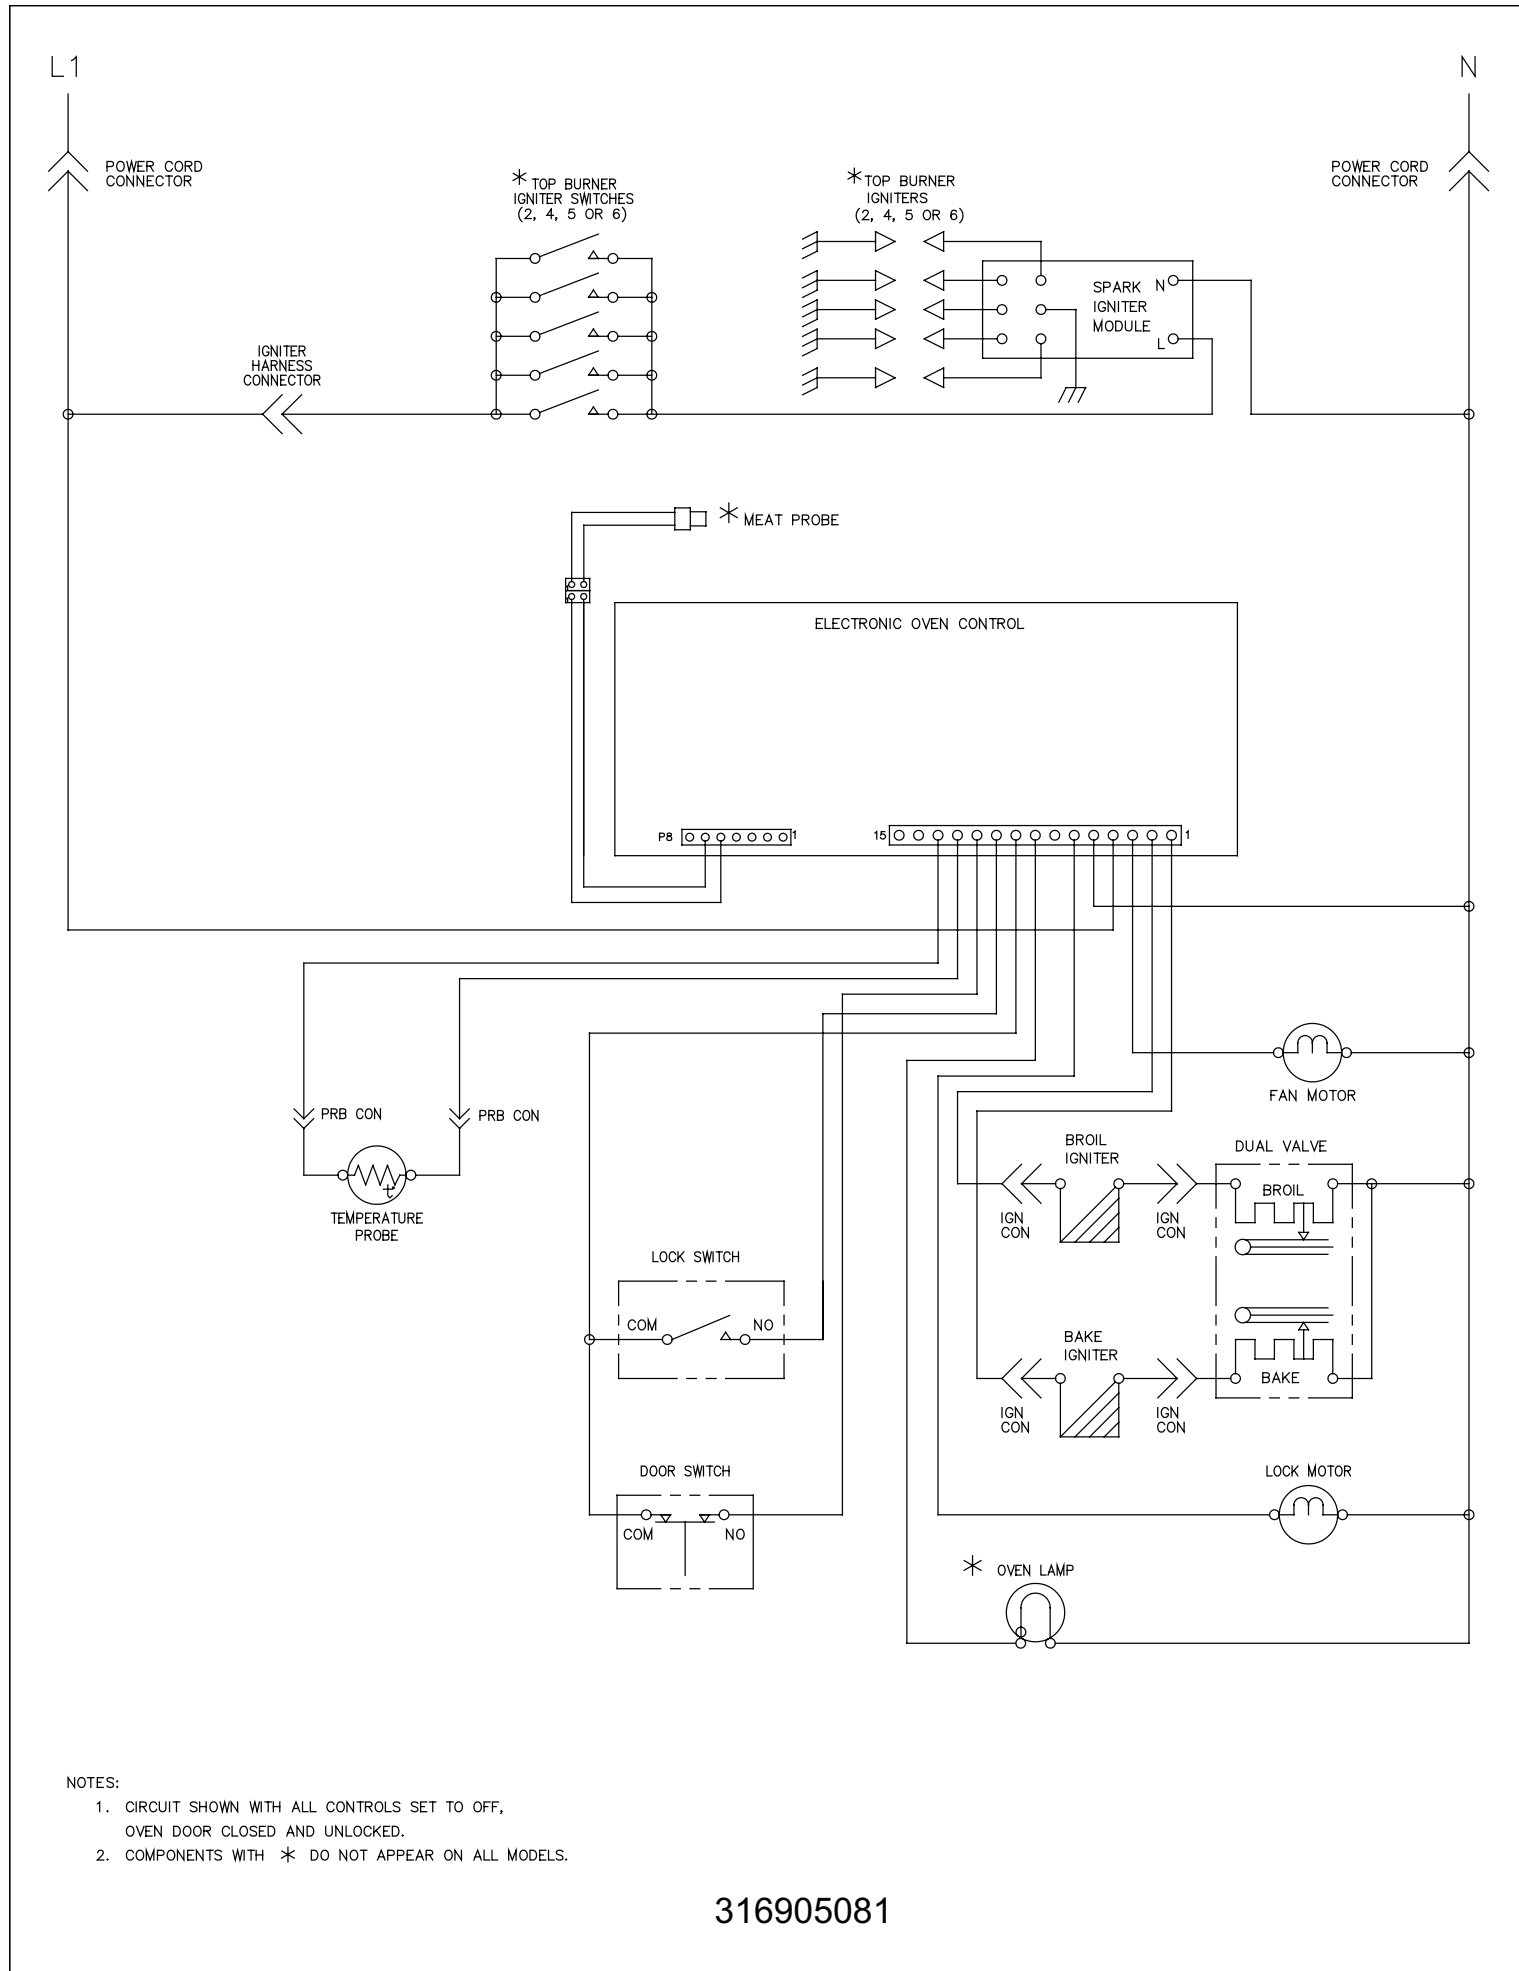 L1
N
POWER CORD
CONNECTOR
POWER CORD
CONNECTOR
* TOP BURNER
IGNITER SWITCHES
(2, 4, 5 OR 6)
* TOP BURNER
IGNITERS
(2, 4, 5 OR 6)
SPARK
IGNITER
MODULE
N
L
IGNITER
HARNESS
CONNECTOR
* MEAT PROBE
ELECTRONIC OVEN CONTROL
P8
1
15
1
FAN MOTOR
PRB CON
PRB CON
TEMPERATURE
PROBE
BROIL
IGNITER
DUAL VALVE
BROIL
IGN
CON
IGN
CON
LOCK SWITCH
COM
NO
BAKE
IGNITER
BAKE
IGN
CON
IGN
CON
DOOR SWITCH
COM
NO
LOCK MOTOR
* OVEN LAMP
NOTES:
1. CIRCUIT SHOWN WITH ALL CONTROLS SET TO OFF,
OVEN DOOR CLOSED AND UNLOCKED.
2. COMPONENTS WITH * DO NOT APPEAR ON ALL MODELS.
316905081